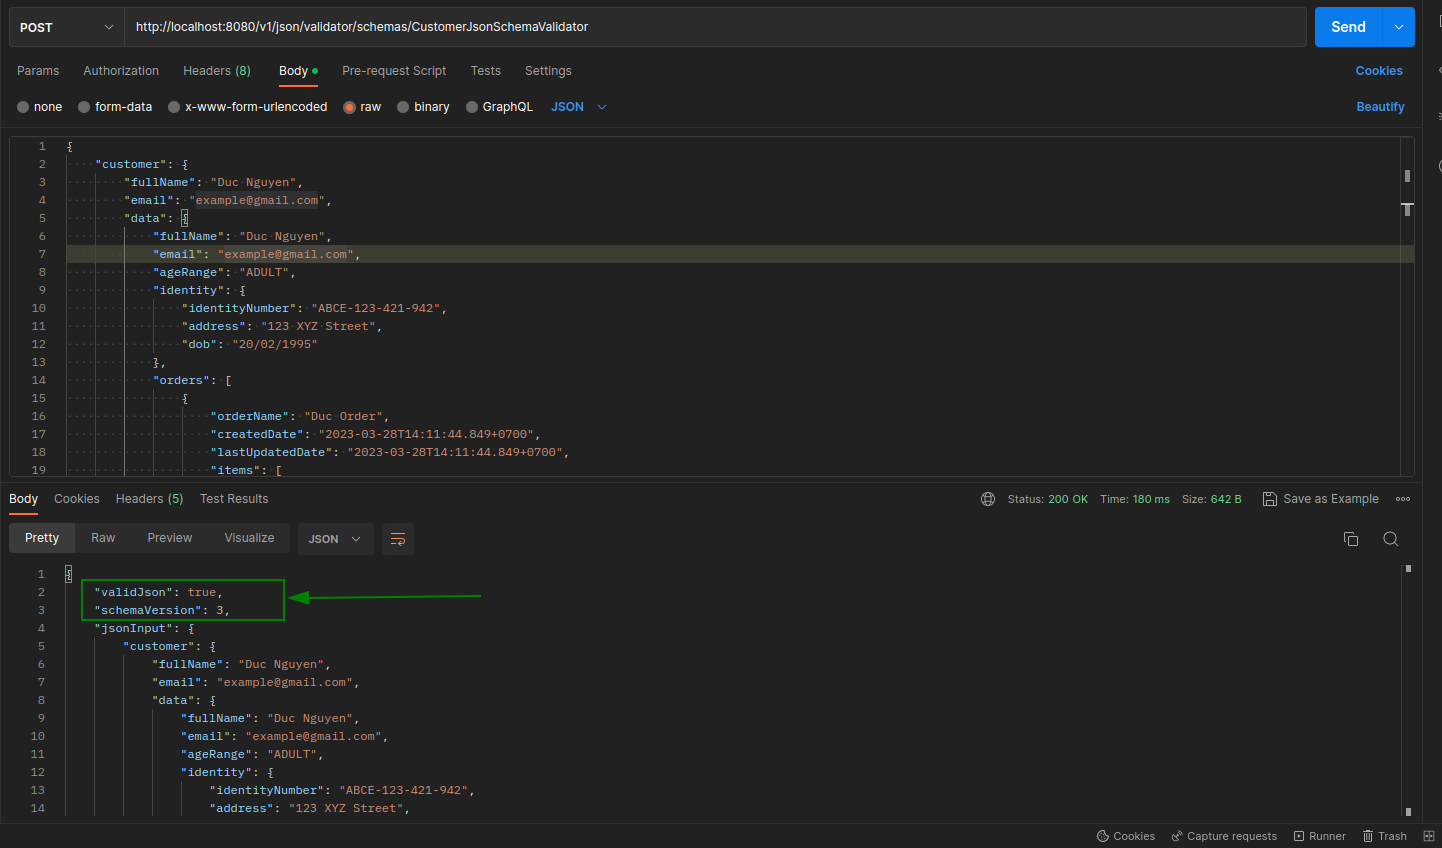 POST http://localhost:8080/v1/json/validator/schemas/CustomerJsonSchemaValidator Send
Params Authorization Headers (8) Body Pre-request Script Tests Settings Cookies
none form-data x-www-form-urlencoded raw binary GraphQL JSON Beautify
1 {
2 "customer": {
3 "fullName": "Duc Nguyen",
4 "email": "example@gmail.com",
5 "data": {
6 "fullName": "Duc Nguyen",
7 "email": "example@gmail.com",
8 "ageRange": "ADULT",
9 "identity": {
10 "identityNumber": "ABCE-123-421-942",
11 "address": "123 XYZ Street",
12 "dob": "20/02/1995"
13 },
14 "orders": [
15 {
16 "orderName": "Duc Order",
17 "createdDate": "2023-03-28T14:11:44.849+0700",
18 "lastUpdatedDate": "2023-03-28T14:11:44.849+0700",
19 "items": [
Body Cookies Headers (5) Test Results Status: 200 OK Time: 180 ms Size: 642 B Save as Example
Pretty Raw Preview Visualize JSON
1 {
2 "validJson": true,
3 "schemaVersion": 3,
4 "jsonInput": {
5 "customer": {
6 "fullName": "Duc Nguyen",
7 "email": "example@gmail.com",
8 "data": {
9 "fullName": "Duc Nguyen",
10 "email": "example@gmail.com",
11 "ageRange": "ADULT",
12 "identity": {
13 "identityNumber": "ABCE-123-421-942",
14 "address": "123 XYZ Street",
Cookies Capture requests Runner Trash